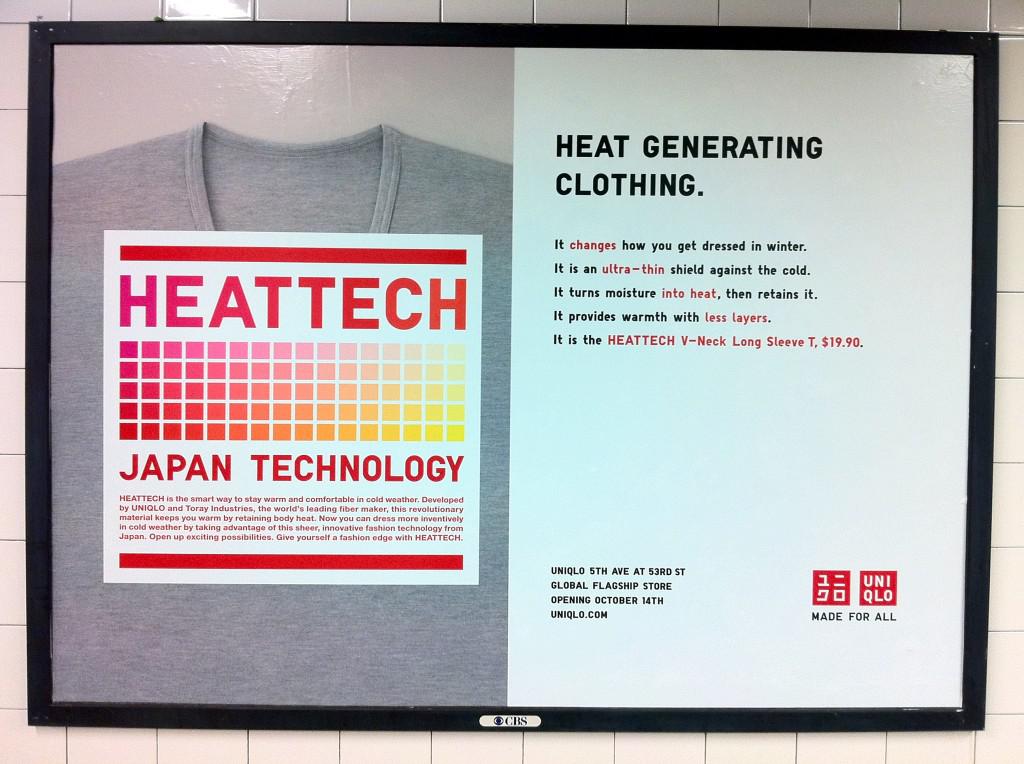 HEATTECH
JAPAN TECHNOLOGY
HEATTECH is the smart way to stay warm and comfortable in cold weather. Developed
by UNIQLO and Toray Industries, the world's leading fiber maker, this revolutionary
material keeps you warm by retaining body heat. Now you can dress more inventively
in cold weather by taking advantage of this sheer, innovative fashion technology from
Japan. Open up exciting possibilities. Give yourself a fashion edge with HEATTECH.
HEAT GENERATING
CLOTHING.
It changes how you get dressed in winter.
It is an ultra-thin shield against the cold.
It turns moisture into heat, then retains it.
It provides warmth with less layers.
It is the HEATTECH V-Neck Long Sleeve T, $19.90.
UNIQLO 5TH AVE AT 53RD ST
GLOBAL FLAGSHIP STORE
OPENING OCTOBER 14TH
UNIQLO.COM
ユニ UNI
クロ QLO
MADE FOR ALL
CBS